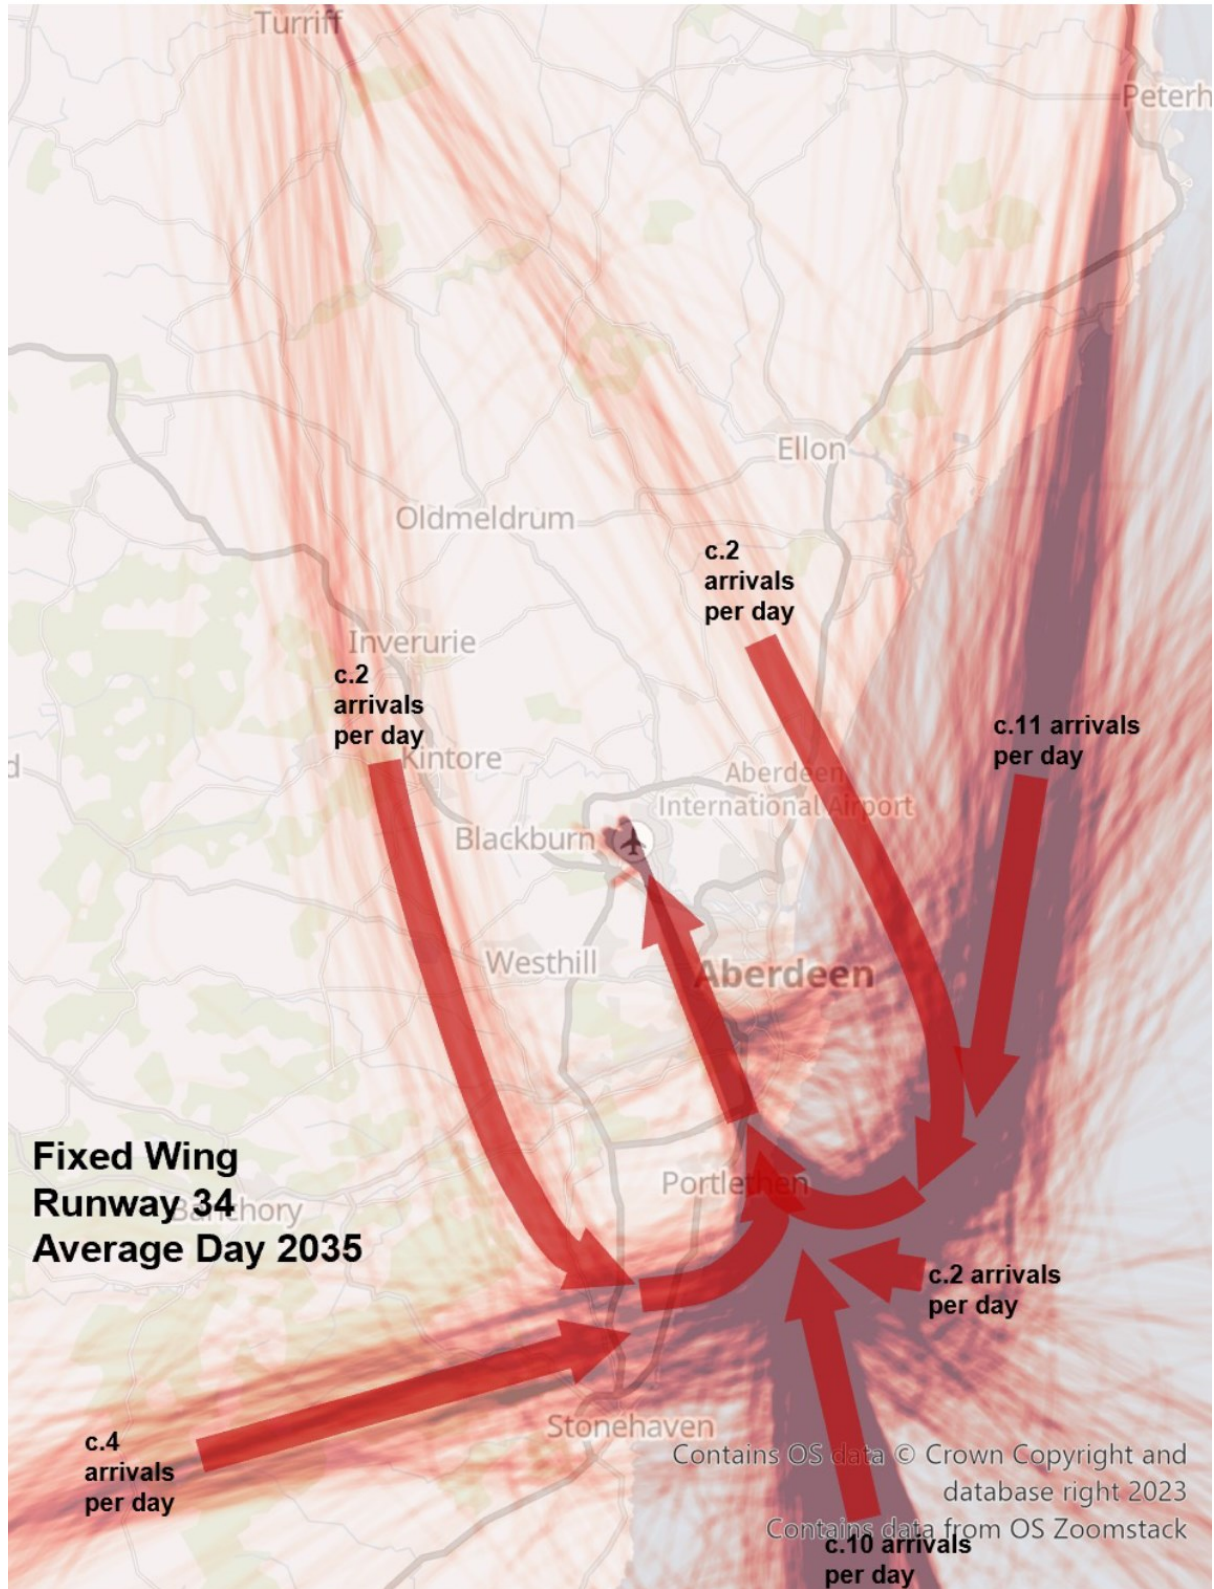 Turriff
Peterh
Ellon
Oldmeldrum
c.2
arrivals
per day
Inverurie
c.2
arrivals
per day
c.11 arrivals
per day
Kintore
d
Aberdeen
International Airport
Blackburn
Westhill
Aberdeen
Fixed Wing
Runway 34
Average Day 2035
Banchory
Portlethen
c.2 arrivals
per day
Stonehaven
c.4
arrivals
per day
Contains OS data © Crown Copyright and
database right 2023
Contains data from OS Zoomstack
c.10 arrivals
per day